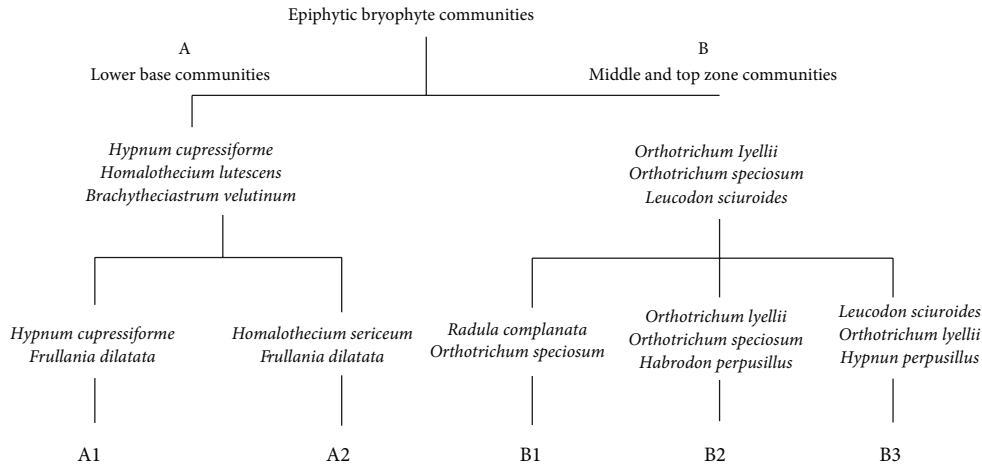 Epiphytic bryophyte communities
A
Lower base communities
B
Middle and top zone communities
Hypnum cupressiforme
Homalothecium lutescens
Brachytheciastrum velutinum
Orthotrichum Iyellii
Orthotrichum speciosum
Leucodon sciuroides
Hypnum cupressiforme
Frullania dilatata
Homalothecium sericeum
Frullania dilatata
Radula complanata
Orthotrichum speciosum
Orthotrichum lyellii
Orthotrichum speciosum
Habrodon perpusillus
Leucodon sciuroides
Orthotrichum lyellii
Hypnun perpusillus
A1
A2
B1
B2
B3